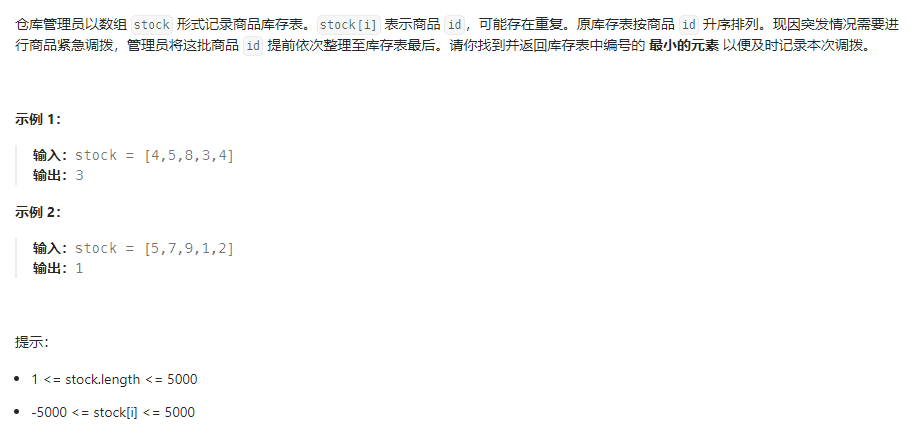 仓库管理员以数组 stock 形式记录商品库存表。stock[i] 表示商品 id，可能存在重复。原库存表按商品 id 升序排列。现因突发情况需要进
行商品紧急调拨，管理员将这批商品 id 提前依次整理至库存表最后。请你找到并返回库存表中编号的 最小的元素 以便及时记录本次调拨。
示例 1：
输入：stock = [4,5,8,3,4]
输出：3
示例 2：
输入：stock = [5,7,9,1,2]
输出：1
提示：
• 1 <= stock.length <= 5000
• -5000 <= stock[i] <= 5000